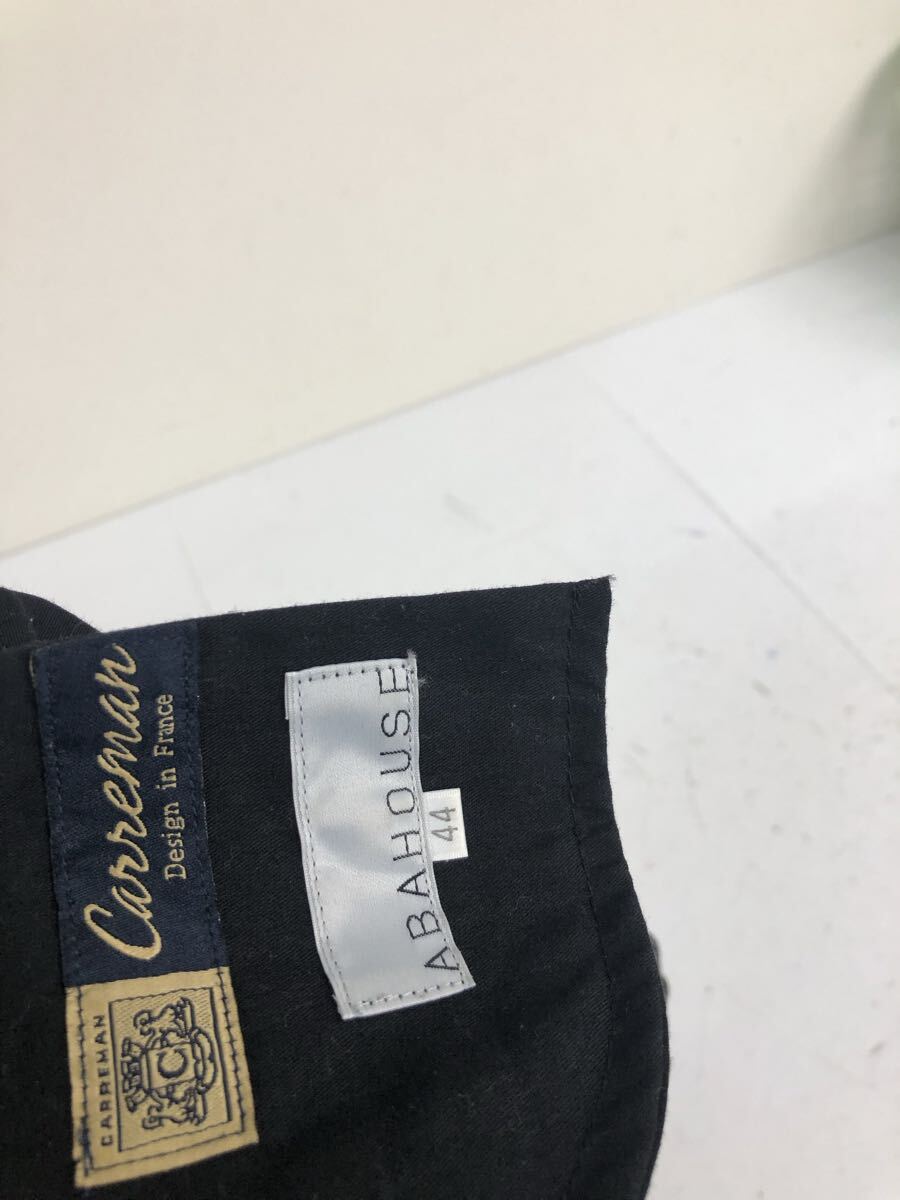 Carreman
Design in France
CARREMAN
C
ABAHOUSE
44